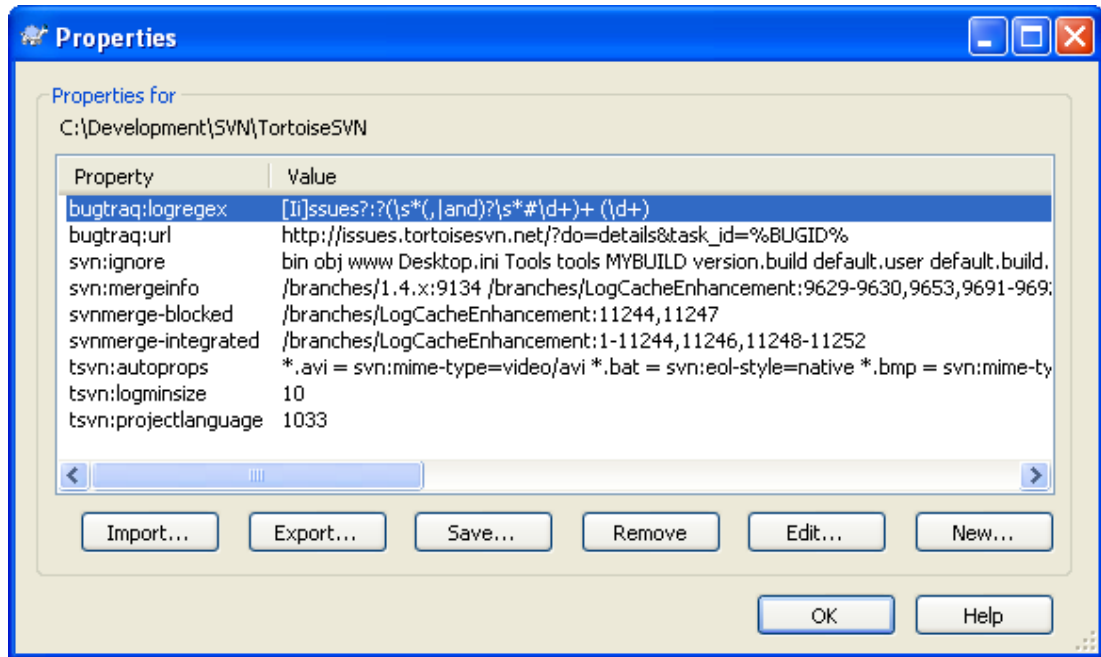 Properties
Properties for
C:\Development\SVN\TortoiseSVN
Property Value
bugtraq:logregex [Ii]ssues?:?(\s*(,|and)?\s*#\d+)+ (\d+)
bugtraq:url http://issues.tortoisesvn.net/?do=details&task_id=%BUGID%
svn:ignore bin obj www Desktop.ini Tools tools MYBUILD version.build default.user default.build.
svn:mergeinfo /branches/1.4.x:9134 /branches/LogCacheEnhancement:9629-9630,9653,9691-969
svnmerge-blocked /branches/LogCacheEnhancement:11244,11247
svnmerge-integrated /branches/LogCacheEnhancement:1-11244,11246,11248-11252
tsvn:autoprops *.avi = svn:mime-type=video/avi *.bat = svn:eol-style=native *.bmp = svn:mime-ty
tsvn:logminsize 10
tsvn:projectlanguage 1033
Import... Export... Save... Remove Edit... New...
OK Help